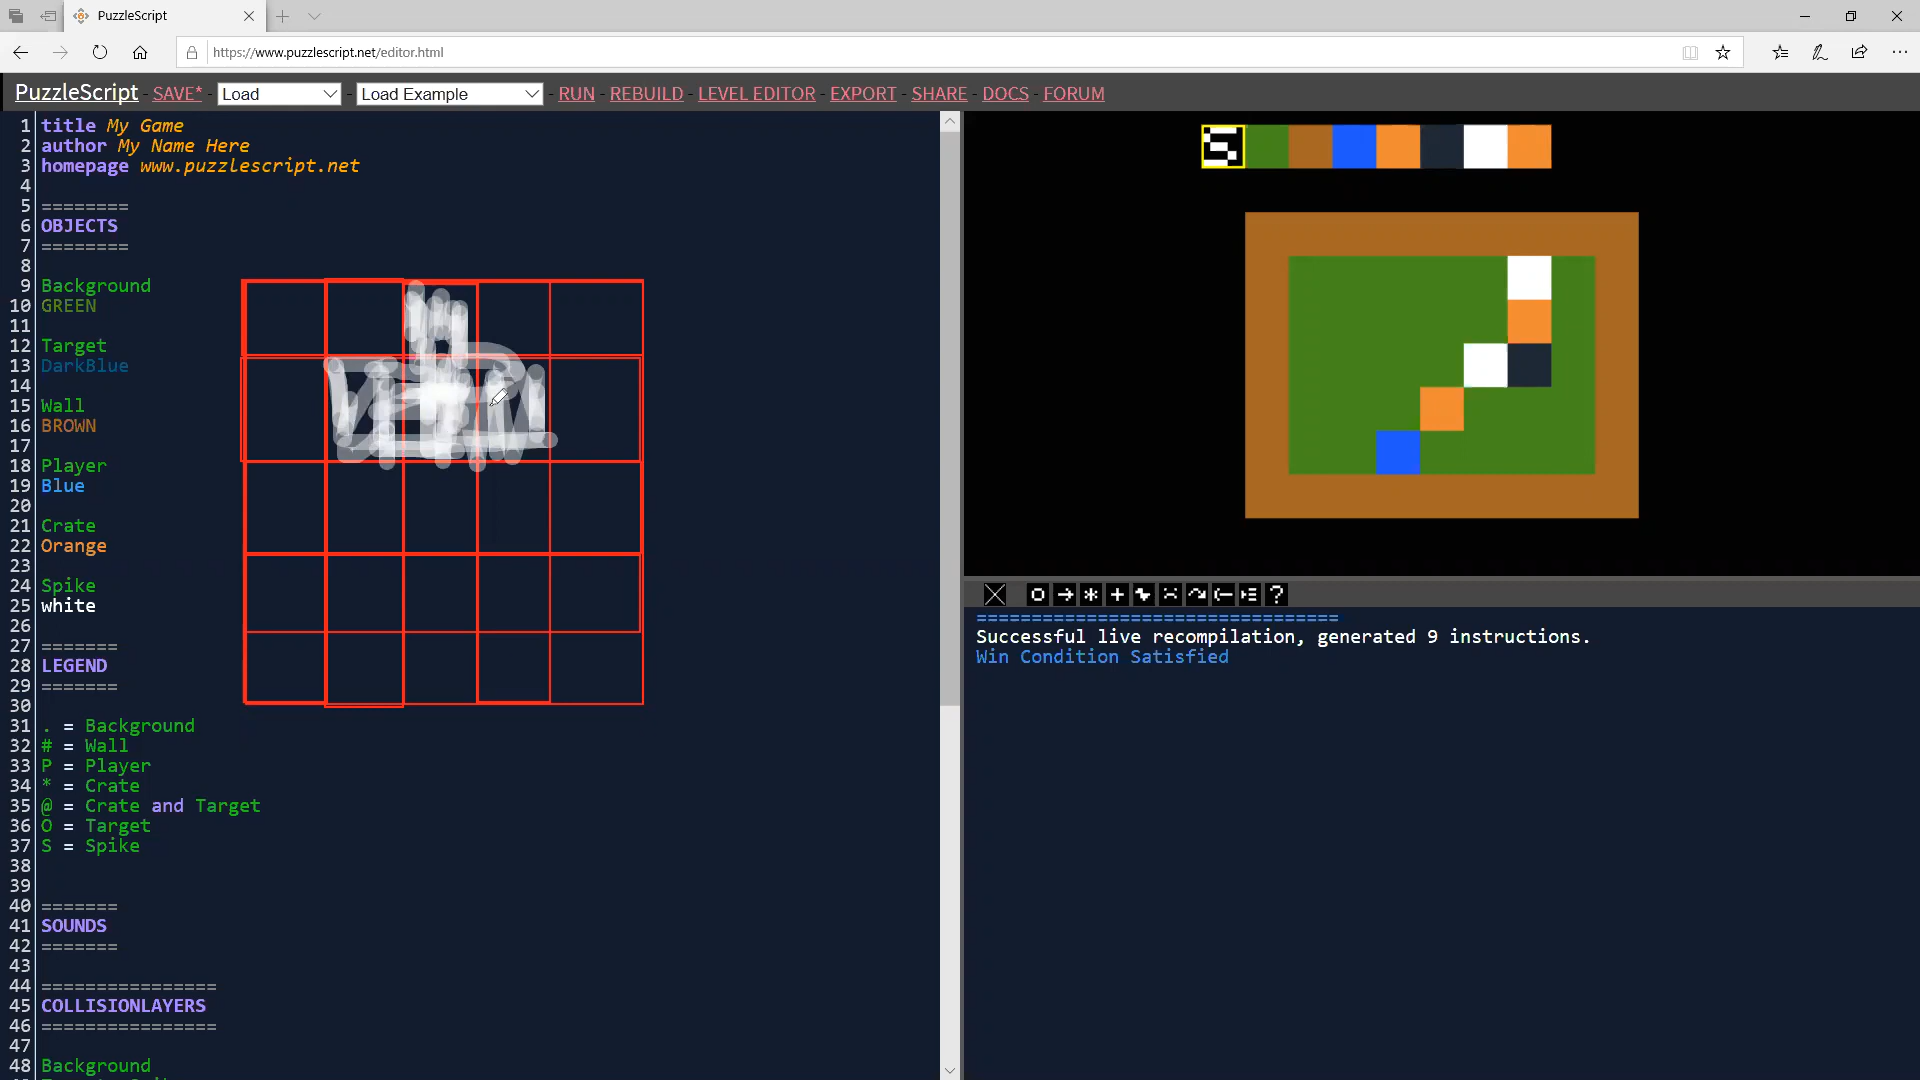 PuzzleScript
https://www.puzzlescript.net/editor.html
PuzzleScript - SAVE* - Load - Load Example - RUN - REBUILD - LEVEL EDITOR - EXPORT - SHARE - DOCS - FORUM
1 title My Game
2 author My Name Here
3 homepage www.puzzlescript.net
4
5 ========
6 OBJECTS
7 ========
8
9 Background
10 GREEN
11
12 Target
13 DarkBlue
14
15 Wall
16 BROWN
17
18 Player
19 Blue
20
21 Crate
22 Orange
23
24 Spike
25 white
26
27 =======
28 LEGEND
29 =======
30
31 . = Background
32 # = Wall
33 P = Player
34 * = Crate
35 @ = Crate and Target
36 O = Target
37 S = Spike
38
39
40 =======
41 SOUNDS
42 =======
43
44 ================
45 COLLISIONLAYERS
46 ================
47
48 Background
S
=================================
Successful live recompilation, generated 9 instructions.
Win Condition Satisfied